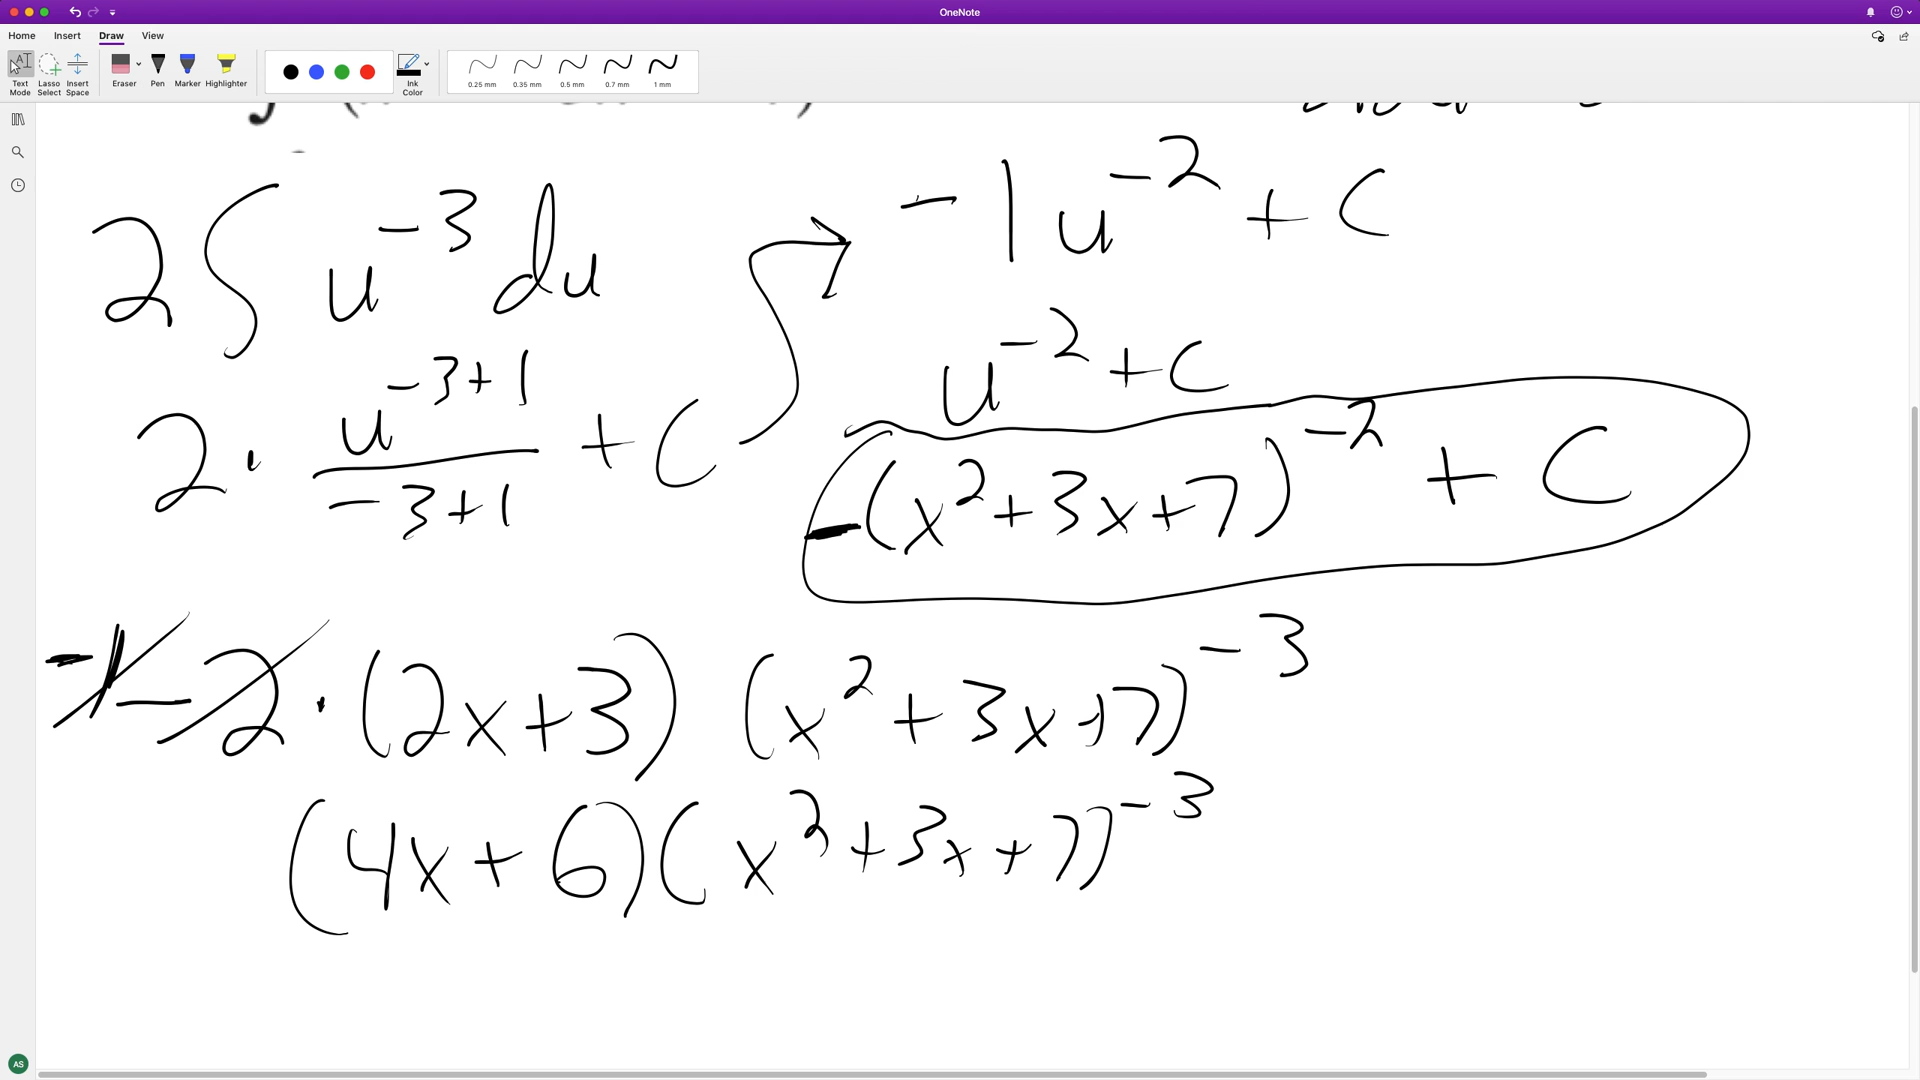 OneNote
Home Insert Draw View
Text Mode
Lasso Select
Insert Space
Eraser
Pen
Marker
Highlighter
Ink Color
0.25 mm 0.35 mm 0.5 mm 0.7 mm 1 mm
2∫u^{-3} du
2 · u^{-3+1}/(-3+1) + C
-1u^{-2} + C
u^{-2} + C
-(x^2+3x+7)^{-2} + C
-1 -2 · (2x+3) (x^2+3x+7)^{-3}
(4x+6)(x^2+3x+7)^{-3}
AS